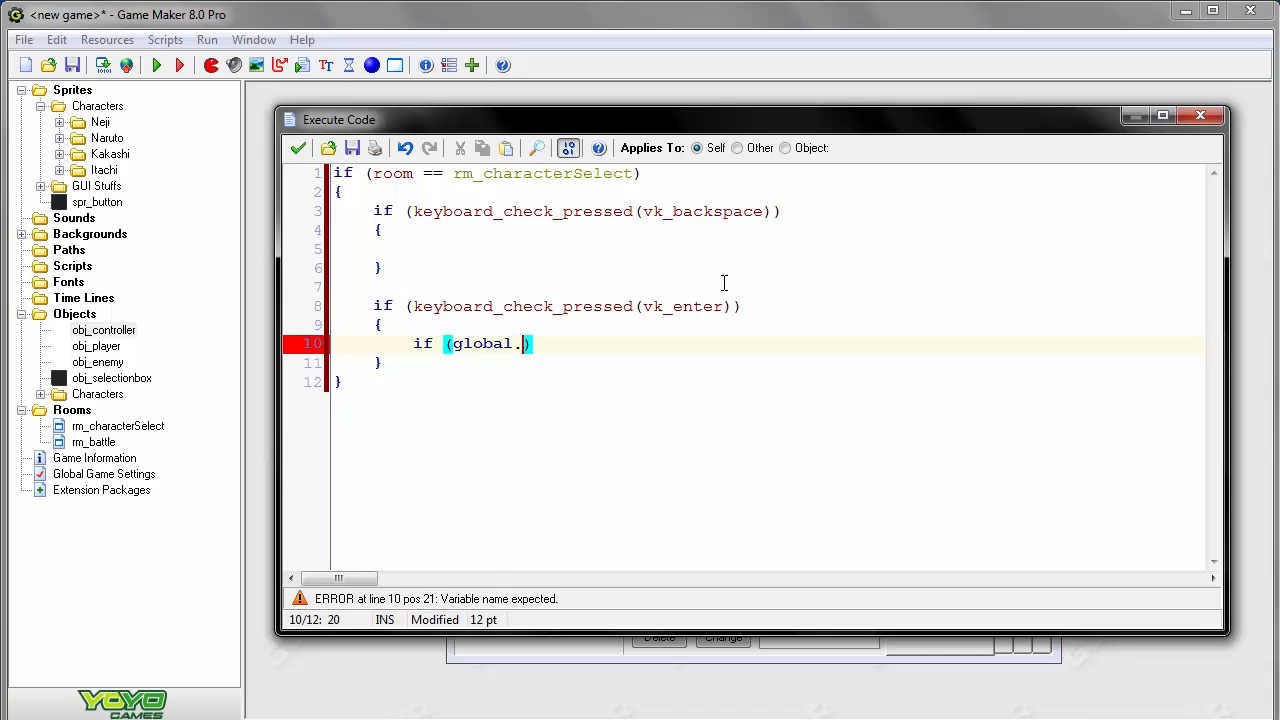 <new game>* - Game Maker 8.0 Pro
File Edit Resources Scripts Run Window Help
Sprites
Characters
Neji
Naruto
Kakashi
Itachi
GUI Stuffs
spr_button
Sounds
Backgrounds
Paths
Scripts
Fonts
Time Lines
Objects
obj_controller
obj_player
obj_enemy
obj_selectionbox
Characters
Rooms
rm_characterSelect
rm_battle
Game Information
Global Game Settings
Extension Packages
YOYO
GAMES
Execute Code
Applies To: Self Other Object:
1 if (room == rm_characterSelect)
2 {
3 if (keyboard_check_pressed(vk_backspace))
4 {
5
6 }
7
8 if (keyboard_check_pressed(vk_enter))
9 {
10 if (global.)
11 }
12 }
ERROR at line 10 pos 21: Variable name expected.
10/12: 20 INS Modified 12 pt
Delete Change